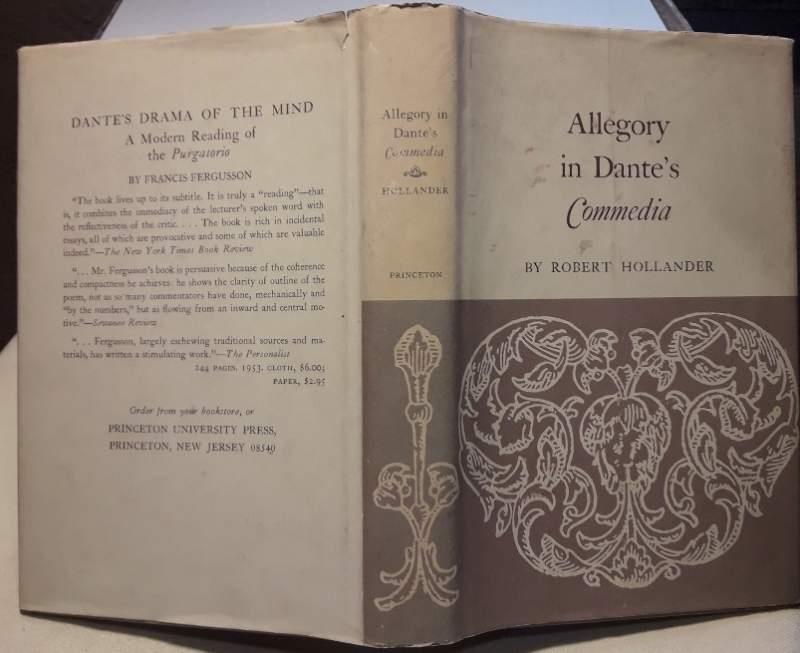 DANTE'S DRAMA OF THE MIND
A Modern Reading of
the Purgatorio
BY FRANCIS FERGUSSON
"The book lives up to its subtitle. It is truly a "reading"—that
is, it combines the immediacy of the lecturer's spoken word with
the reflectiveness of the critic. . . . The book is rich in incidental
essays, all of which are provocative and some of which are valuable
indeed."—The New York Times Book Review
". . . Mr. Fergusson's book is persuasive because of the coherence
and compactness he achieves: he shows the clarity of outline of the
poem, not as so many commentators have done, mechanically and
"by the numbers," but as flowing from an inward and central mo-
tive."—Sewanee Review
". . . Fergusson, largely eschewing traditional sources and ma-
terials, has written a stimulating work."—The Personalist
244 PAGES. 1953. CLOTH, $6.00;
PAPER, $2.95
Order from your bookstore, or
PRINCETON UNIVERSITY PRESS,
PRINCETON, NEW JERSEY 08540
Allegory in
Dante's
Commedia
HOLLANDER
PRINCETON
Allegory
in Dante's
Commedia
BY ROBERT HOLLANDER